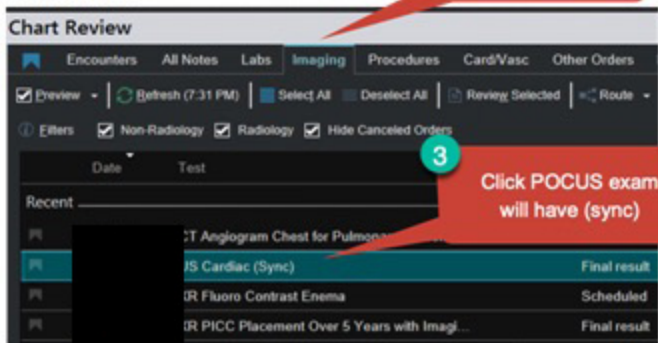 Chart Review
Encounters All Notes Labs Imaging Procedures Card/Vasc Other Orders
Preview Refresh (7:31 PM) Select All Deselect All Review Selected Route
Filters Non-Radiology Radiology Hide Canceled Orders
3
Click POCUS exam
will have (sync)
Date Test
Recent
CT Angiogram Chest for
US Cardiac (Sync) Final result
XR Fluoro Contrast Enema Scheduled
XR PICC Placement Over 5 Years with Imagi... Final result